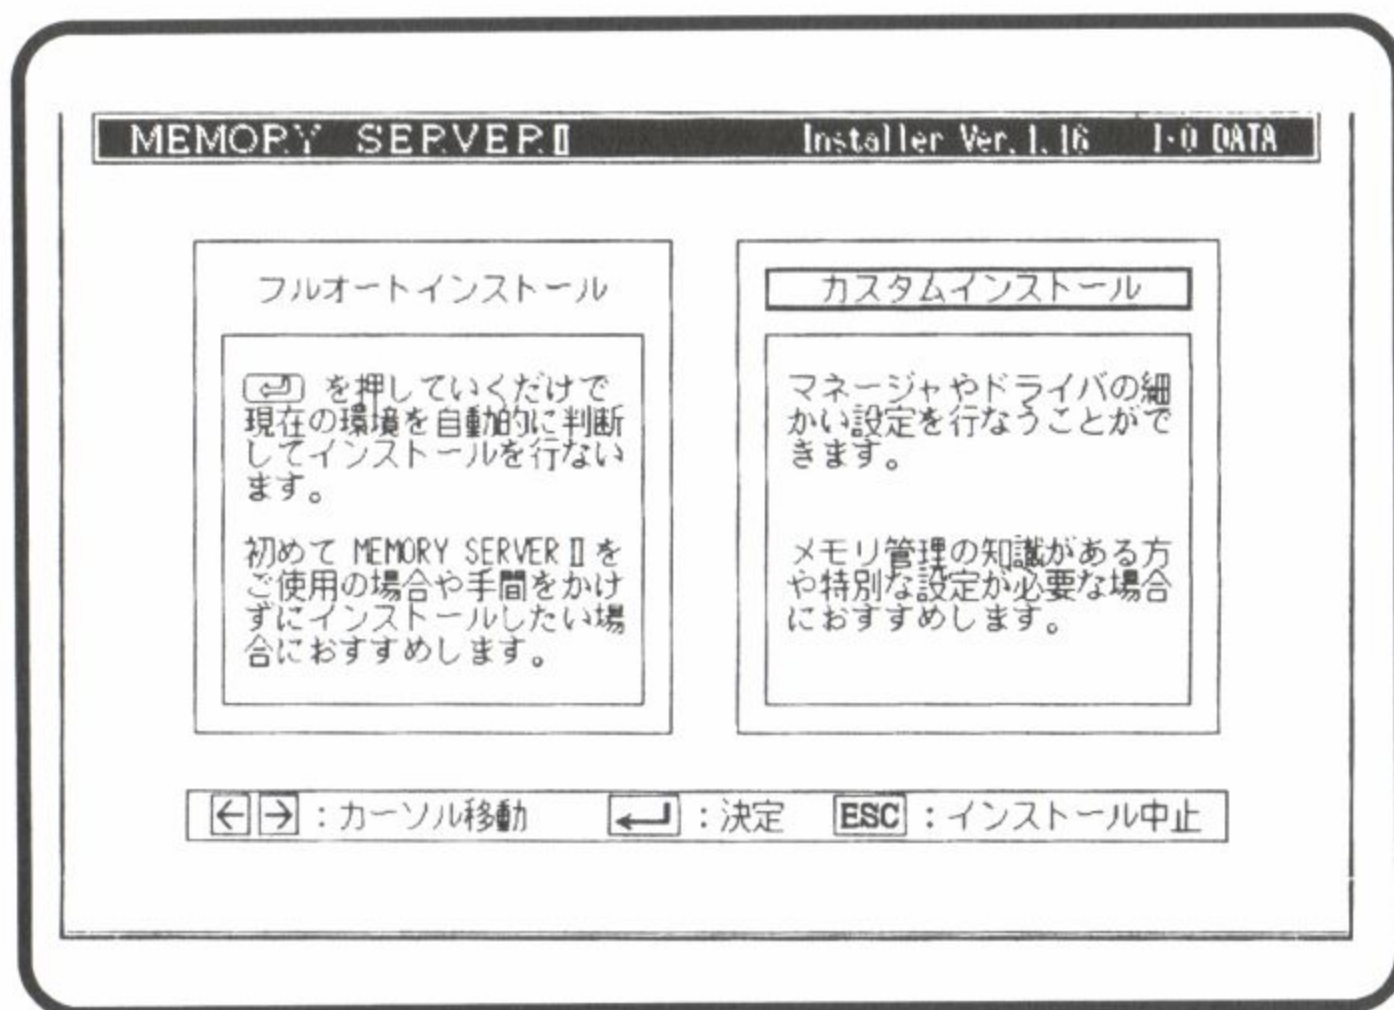 MEMORY SERVERⅡ Installer Ver.1.16 I・O DATA
フルオートインストール
を押していくだけで
現在の環境を自動的に判断
してインストールを行ない
ます。
初めて MEMORY SERVERⅡを
ご使用の場合や手間をかけ
ずにインストールしたい場
合におすすめします。
カスタムインストール
マネージャやドライバの細
かい設定を行なうことがで
きます。
メモリ管理の知識がある方
や特別な設定が必要な場合
におすすめします。
←→:カーソル移動 ↵:決定 ESC:インストール中止